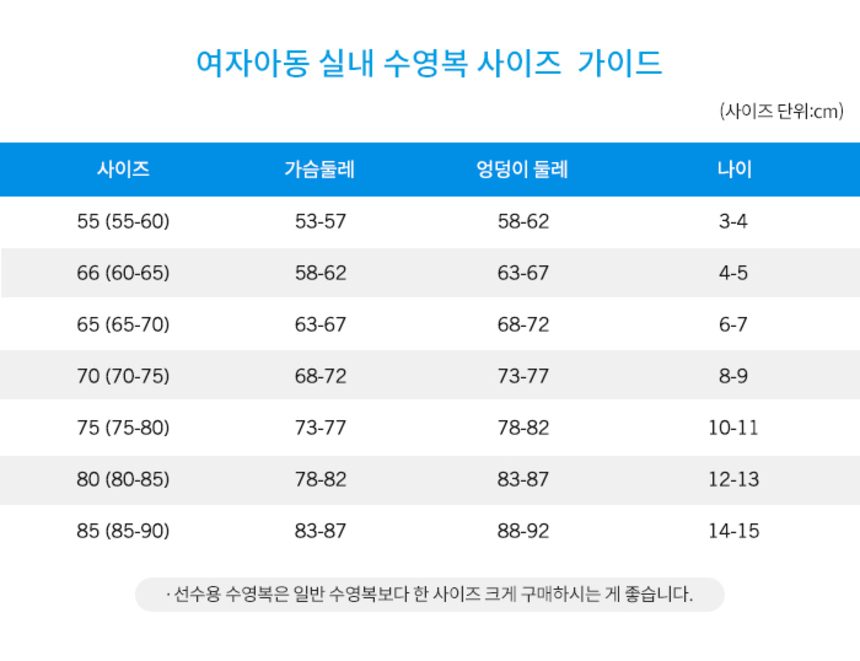 여자아동 실내 수영복 사이즈 가이드
(사이즈 단위:cm)
사이즈 가슴둘레 엉덩이 둘레 나이
55 (55-60) 53-57 58-62 3-4
66 (60-65) 58-62 63-67 4-5
65 (65-70) 63-67 68-72 6-7
70 (70-75) 68-72 73-77 8-9
75 (75-80) 73-77 78-82 10-11
80 (80-85) 78-82 83-87 12-13
85 (85-90) 83-87 88-92 14-15
· 선수용 수영복은 일반 수영복보다 한 사이즈 크게 구매하시는 게 좋습니다.